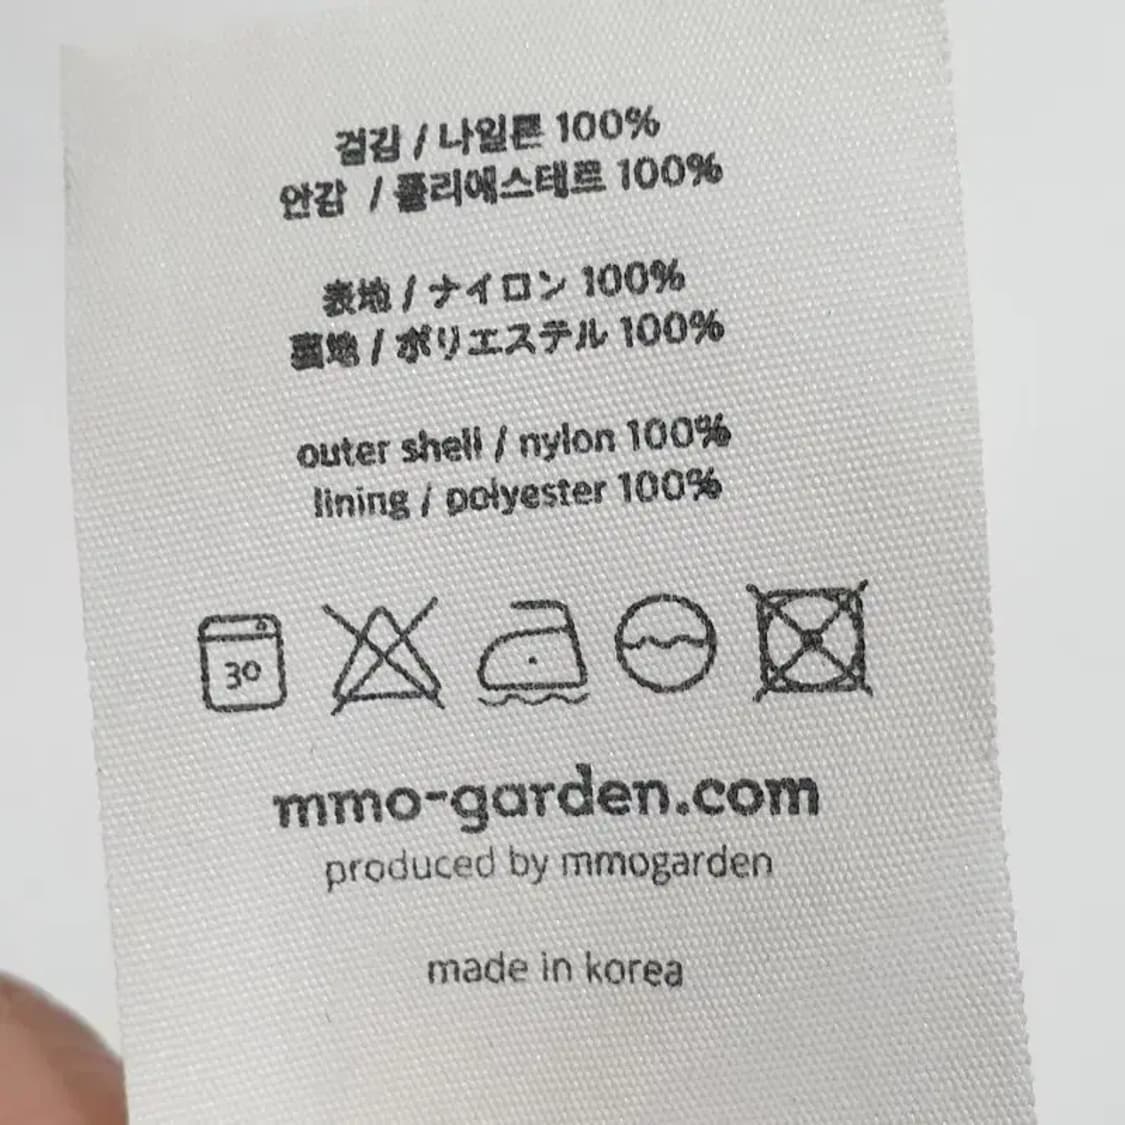 겉감 / 나일론 100%
안감 / 폴리에스테르 100%
表地 / ナイロン 100%
裏地 / ポリエステル 100%
outer shell / nylon 100%
lining / polyester 100%
30
mmo-garden.com
produced by mmogarden
made in korea